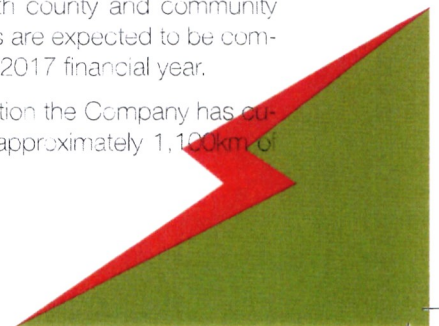 th county and community
s are expected to be com-
2017 financial year.
tion the Company has cu-
approximately 1,100km of